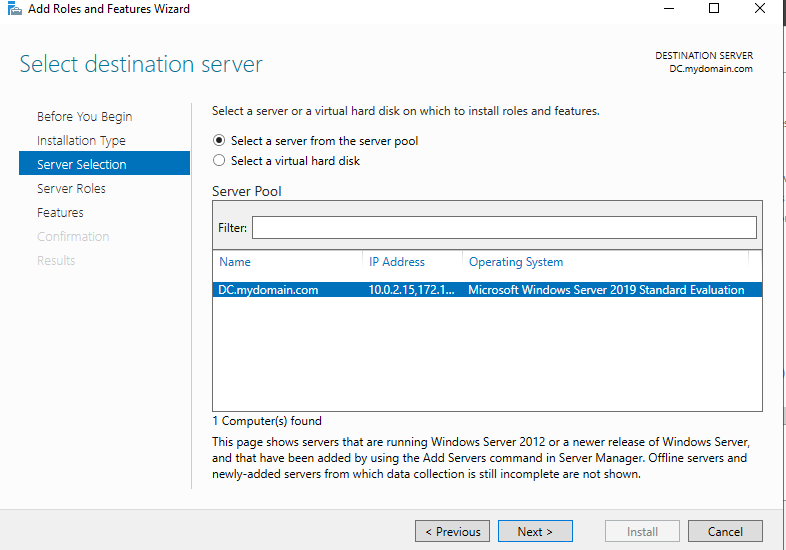 Add Roles and Features Wizard
Select destination server
DESTINATION SERVER
DC.mydomain.com
Before You Begin
Installation Type
Server Selection
Server Roles
Features
Confirmation
Results
Select a server or a virtual hard disk on which to install roles and features.
Select a server from the server pool
Select a virtual hard disk
Server Pool
Filter:
Name IP Address Operating System
DC.mydomain.com 10.0.2.15,172.1... Microsoft Windows Server 2019 Standard Evaluation
1 Computer(s) found
This page shows servers that are running Windows Server 2012 or a newer release of Windows Server,
and that have been added by using the Add Servers command in Server Manager. Offline servers and
newly-added servers from which data collection is still incomplete are not shown.
< Previous Next > Install Cancel